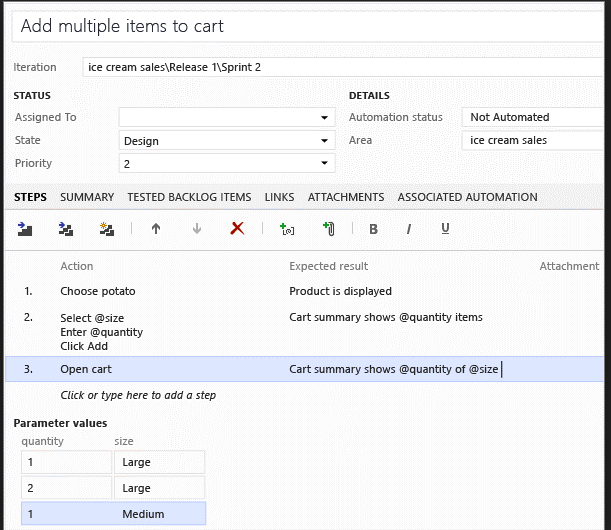 Add multiple items to cart
Iteration ice cream sales\Release 1\Sprint 2
STATUS DETAILS
Assigned To Automation status Not Automated
State Design Area ice cream sales
Priority 2
STEPS SUMMARY TESTED BACKLOG ITEMS LINKS ATTACHMENTS ASSOCIATED AUTOMATION
B I U
Action Expected result Attachment
1. Choose potato Product is displayed
2. Select @size Cart summary shows @quantity items
Enter @quantity
Click Add
3. Open cart Cart summary shows @quantity of @size
Click or type here to add a step
Parameter values
quantity size
1 Large
2 Large
1 Medium